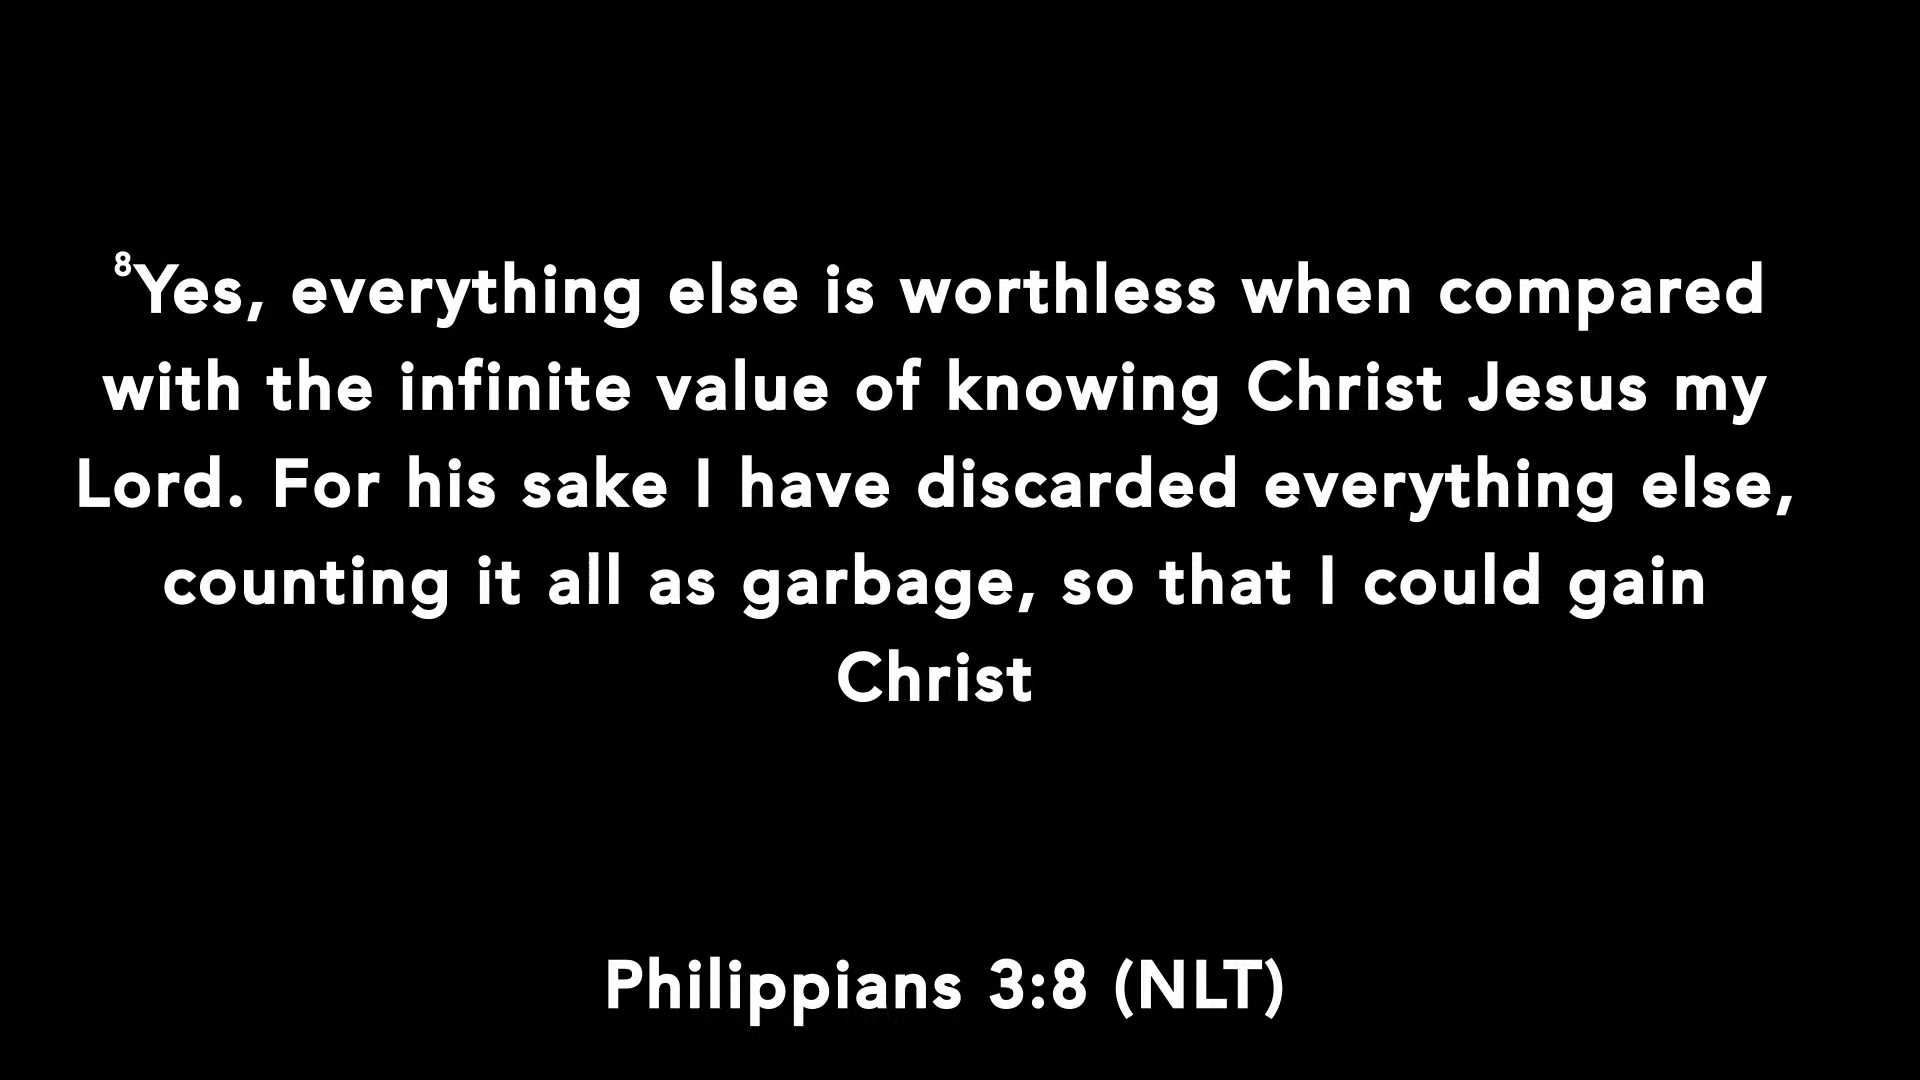 ⁸Yes, everything else is worthless when compared
with the infinite value of knowing Christ Jesus my
Lord. For his sake I have discarded everything else,
counting it all as garbage, so that I could gain
Christ
Philippians 3:8 (NLT)